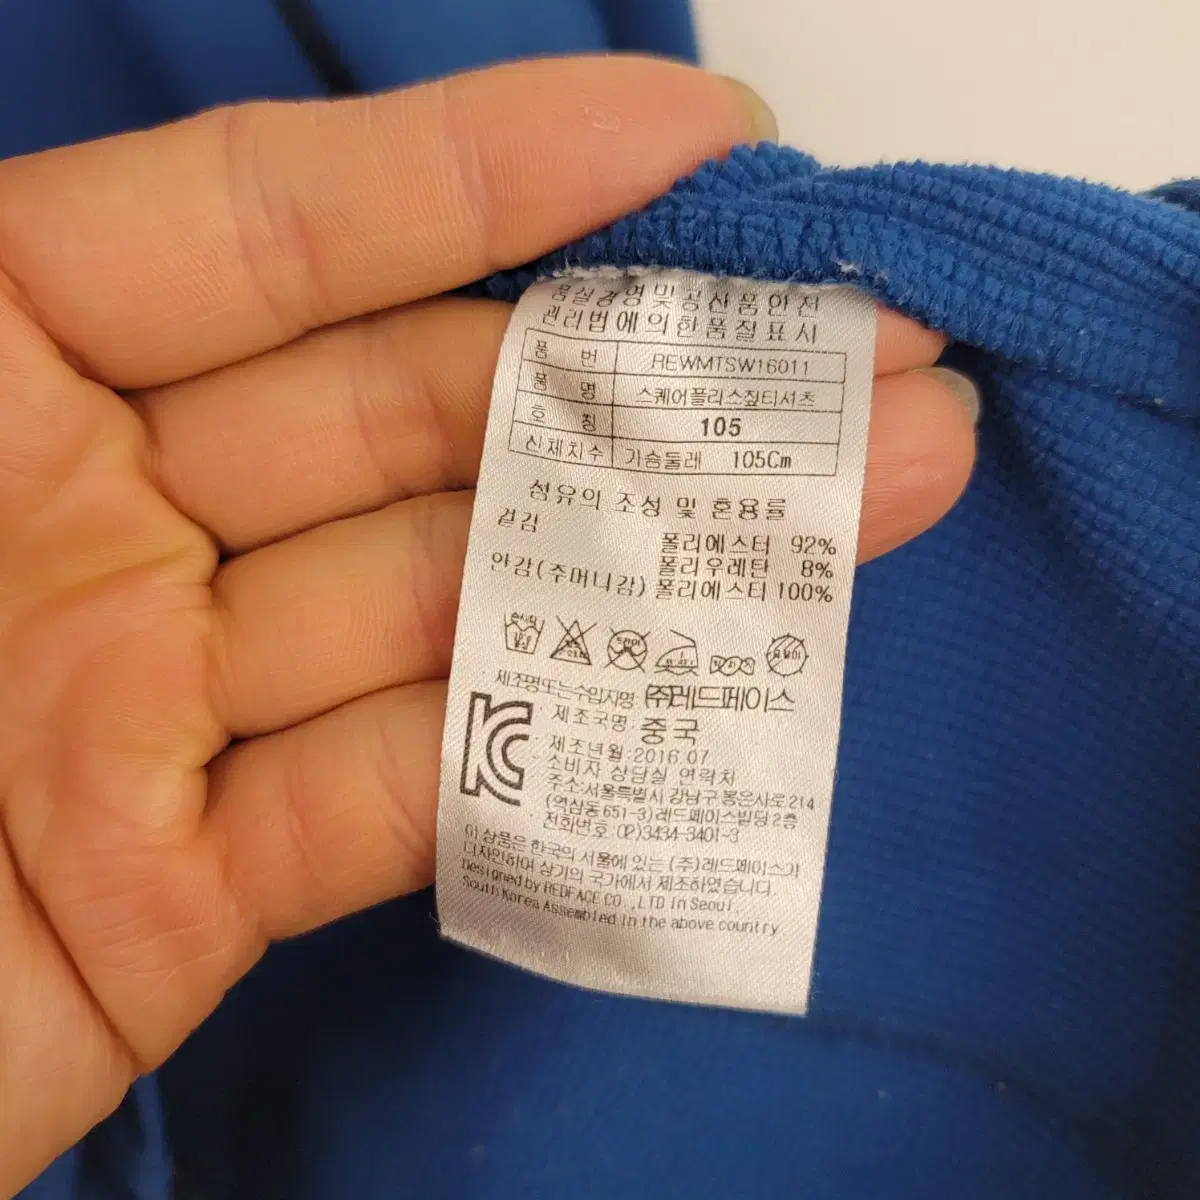 품질경영및공산품안전
관리법에의한품질표시
품 번 REWMTSW16011
품 명 스퀘어플리스짚티셔츠
호 칭 105
신체치수 가슴둘레 105Cm
섬유의 조성 및 혼용률
겉감
폴리에스터 92%
폴리우레탄 8%
안감(주머니감) 폴리에스터 100%
제조명또는수입자명: (주)레드페이스
제조국명: 중국
제조년월: 2016.07
소비자 상담실 연락처
주소:서울특별시 강남구 봉은사로214
(역삼동 651-3)레드페이스빌딩2층
전화번호: 02)3434-3401~3
이 상품은 한국의 서울에 있는 (주)레드페이스가
디자인하여 상기의 국가에서 제조하였습니다.
Designed by REDFACE CO.,LTD in Seoul
South Korea Assembled in the above country.